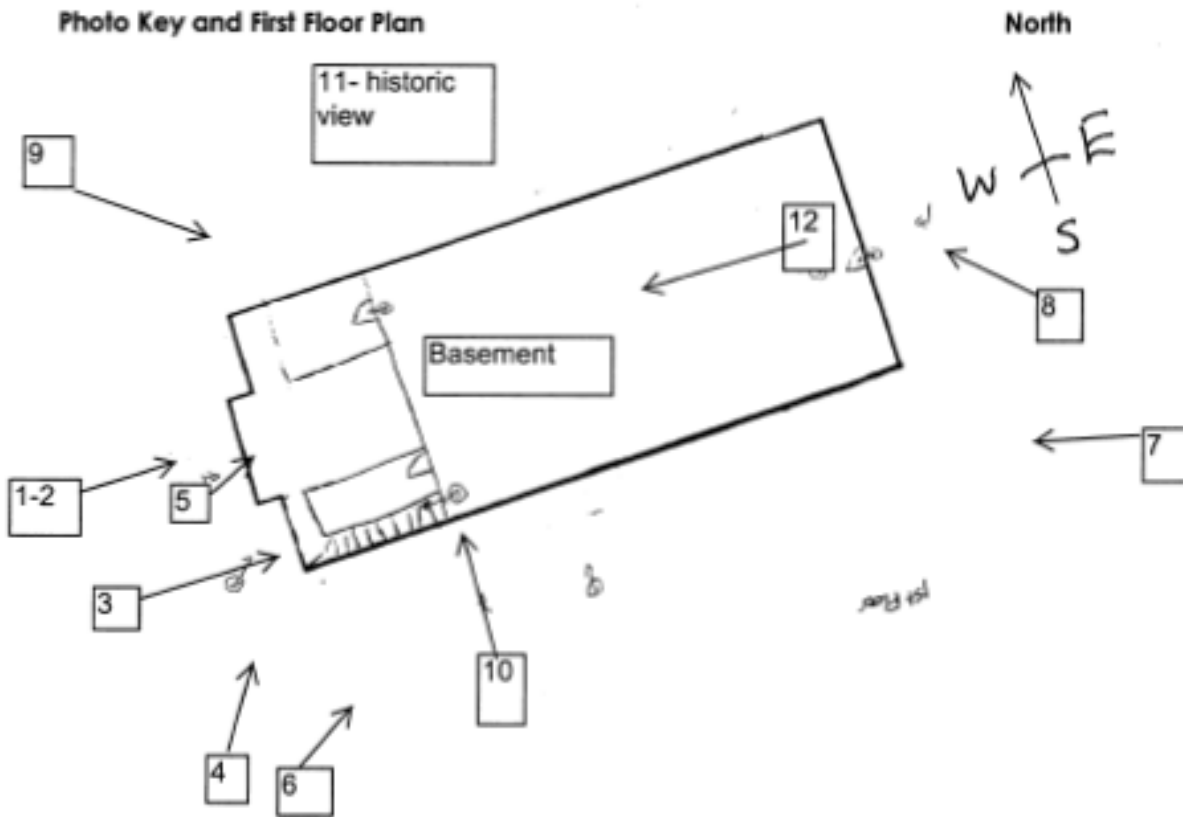 Photo Key and First Floor Plan
North
11- historic
view
9
E
W
12
S
8
Basement
7
1-2
5
3
1st Floor
10
4
6